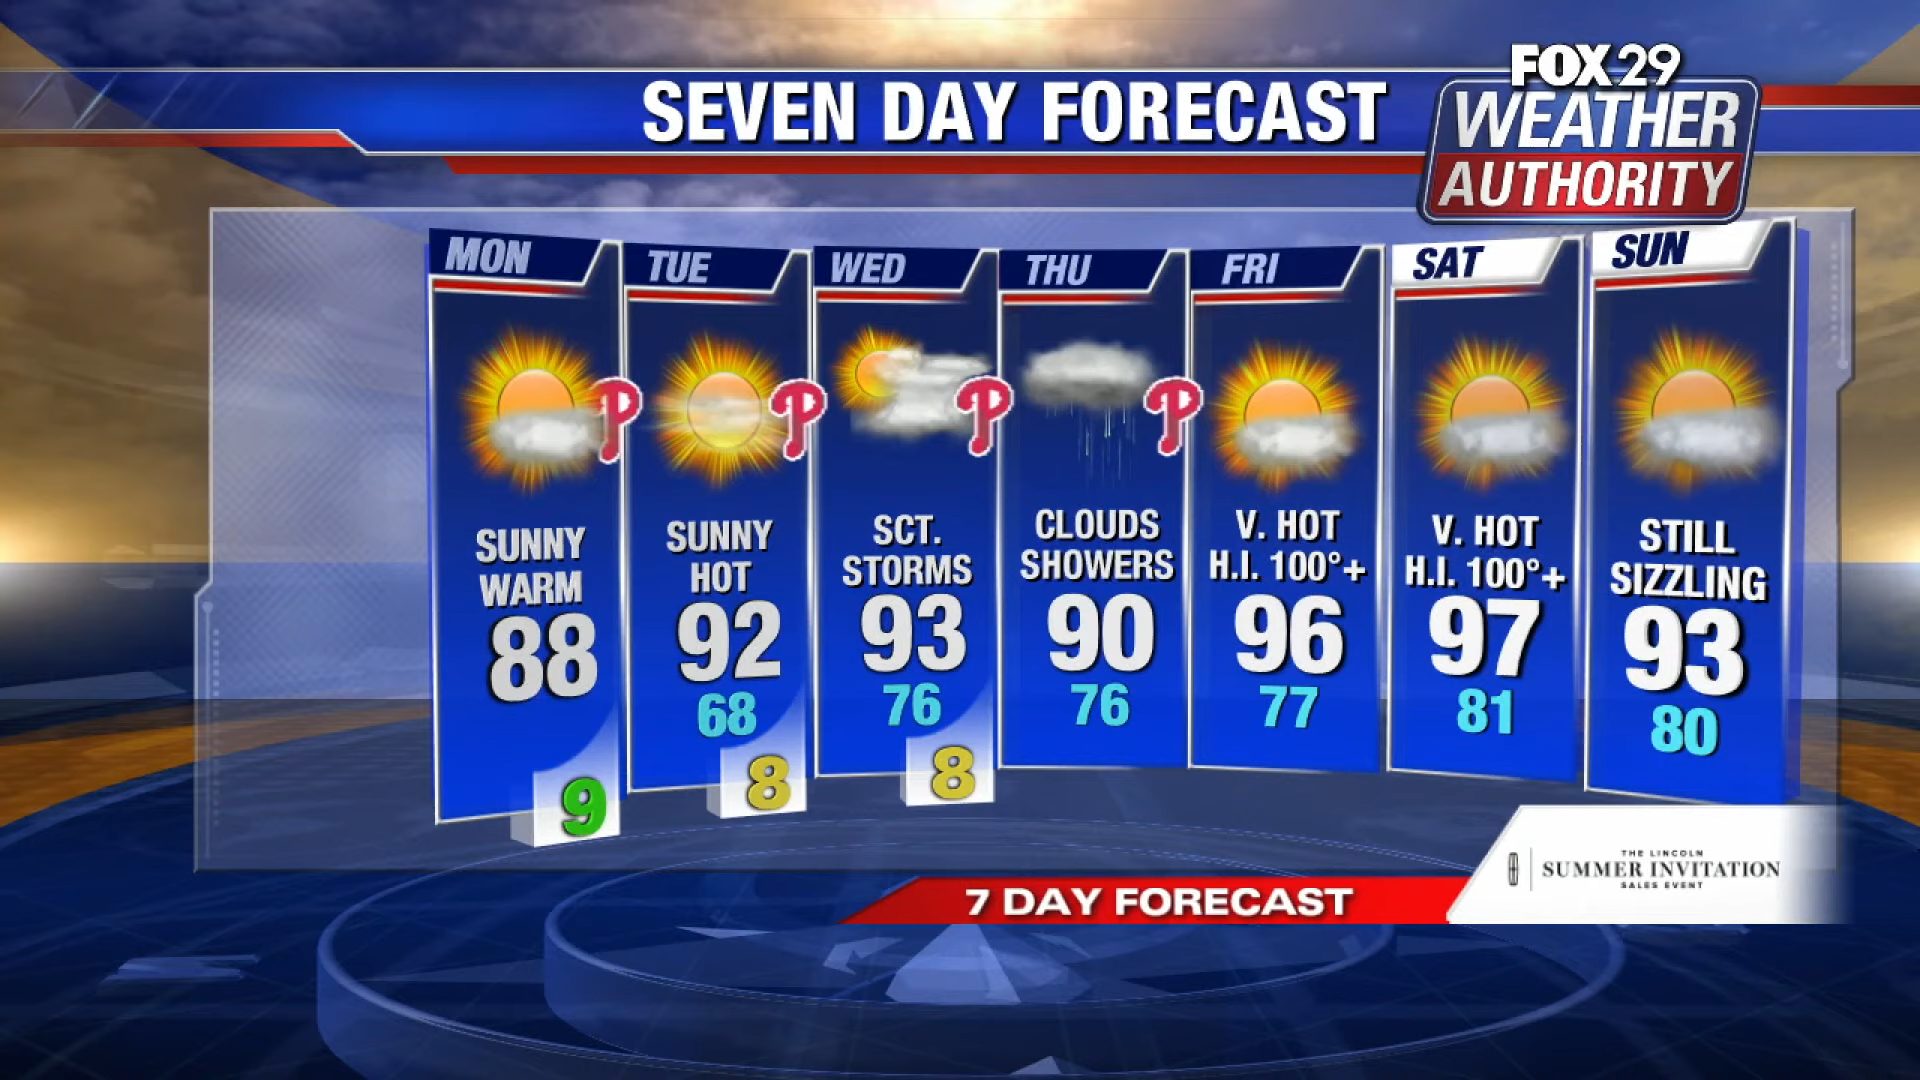 SEVEN DAY FORECAST
FOX 29
WEATHER
AUTHORITY
MON
P
SUNNY
WARM
88
9
TUE
P
SUNNY
HOT
92
68
8
WED
P
SCT.
STORMS
93
76
8
THU
P
CLOUDS
SHOWERS
90
76
FRI
V. HOT
H.I. 100°+
96
77
SAT
V. HOT
H.I. 100°+
97
81
SUN
STILL
SIZZLING
93
80
7 DAY FORECAST
THE LINCOLN
SUMMER INVITATION
SALES EVENT